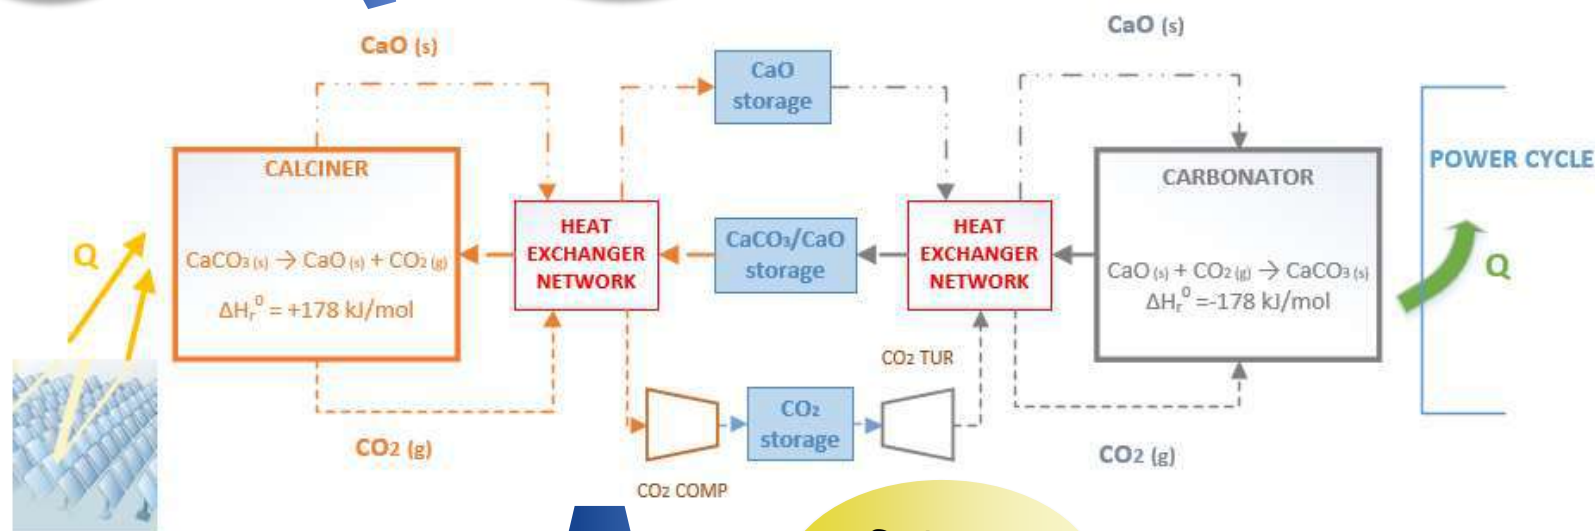 CaO (s)
CaO (s)
CaO
storage
CALCINER
CaCO₃ (s) → CaO (s) + CO₂ (g)
ΔHᵣ⁰ = +178 kJ/mol
Q
HEAT
EXCHANGER
NETWORK
CaCO₃/CaO
storage
HEAT
EXCHANGER
NETWORK
CARBONATOR
CaO (s) + CO₂ (g) → CaCO₃ (s)
ΔHᵣ⁰ =-178 kJ/mol
POWER CYCLE
Q
CO₂ TUR
CO₂
storage
CO₂ (g)
CO₂ COMP
CO₂ (g)